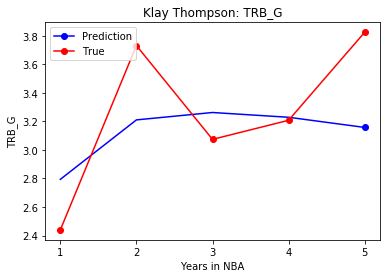 Klay Thompson: TRB_G
Prediction
True
TRB_G
3.8
3.6
3.4
3.2
3.0
2.8
2.6
2.4
1 2 3 4 5
Years in NBA